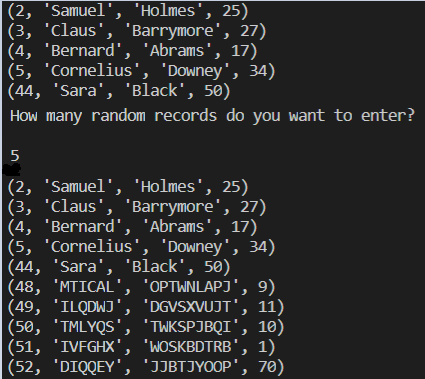 (2, 'Samuel', 'Holmes', 25)
(3, 'Claus', 'Barrymore', 27)
(4, 'Bernard', 'Abrams', 17)
(5, 'Cornelius', 'Downey', 34)
(44, 'Sara', 'Black', 50)
How many random records do you want to enter?
5
(2, 'Samuel', 'Holmes', 25)
(3, 'Claus', 'Barrymore', 27)
(4, 'Bernard', 'Abrams', 17)
(5, 'Cornelius', 'Downey', 34)
(44, 'Sara', 'Black', 50)
(48, 'MTICAL', 'OPTWNLAPJ', 9)
(49, 'ILQDWJ', 'DGVSXVUJT', 11)
(50, 'TMLYQS', 'TWKSPJBQI', 10)
(51, 'IVFGHX', 'WOSKBDTRB', 1)
(52, 'DIQQEY', 'JJBTJYOOP', 70)